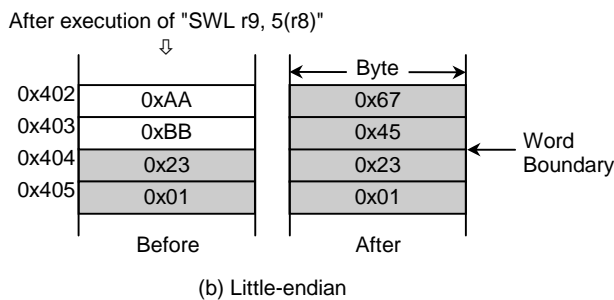 After execution of "SWL r9, 5(r8)"
⇩
Byte
0x402 0xAA 0x67
0x403 0xBB 0x45
Word
Boundary
0x404 0x23 0x23
0x405 0x01 0x01
Before After
(b) Little-endian